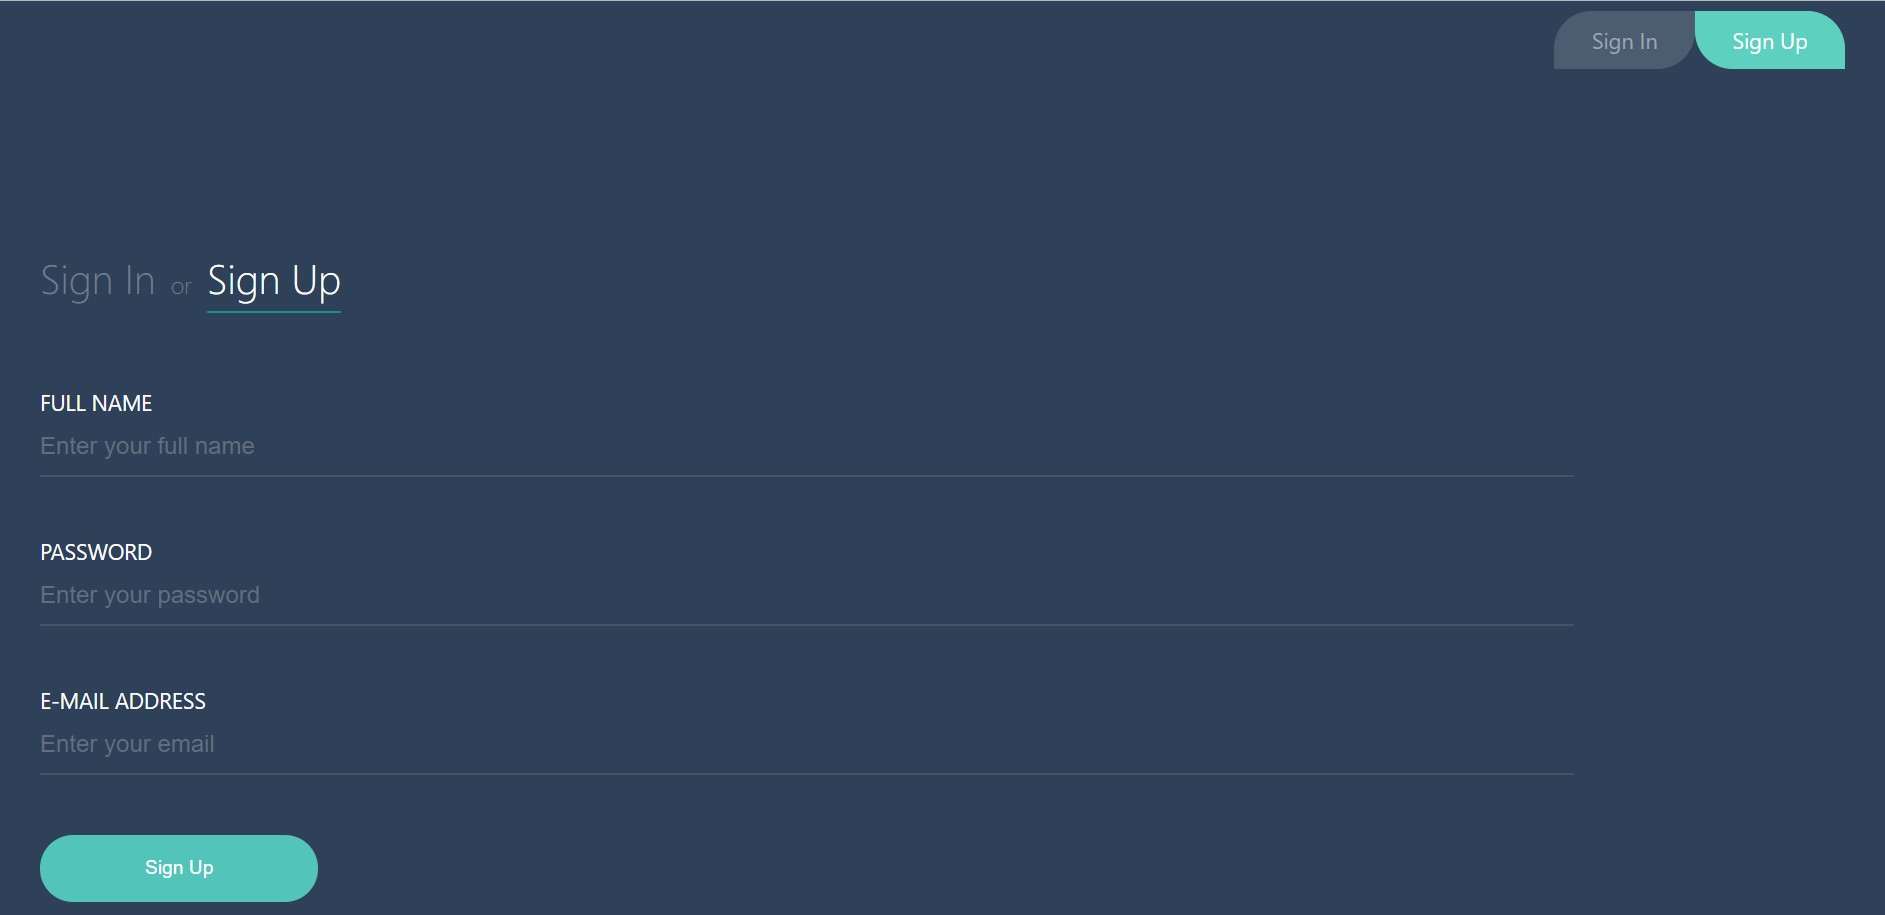 Sign In Sign Up
Sign In or Sign Up
FULL NAME
Enter your full name
PASSWORD
Enter your password
E-MAIL ADDRESS
Enter your email
Sign Up